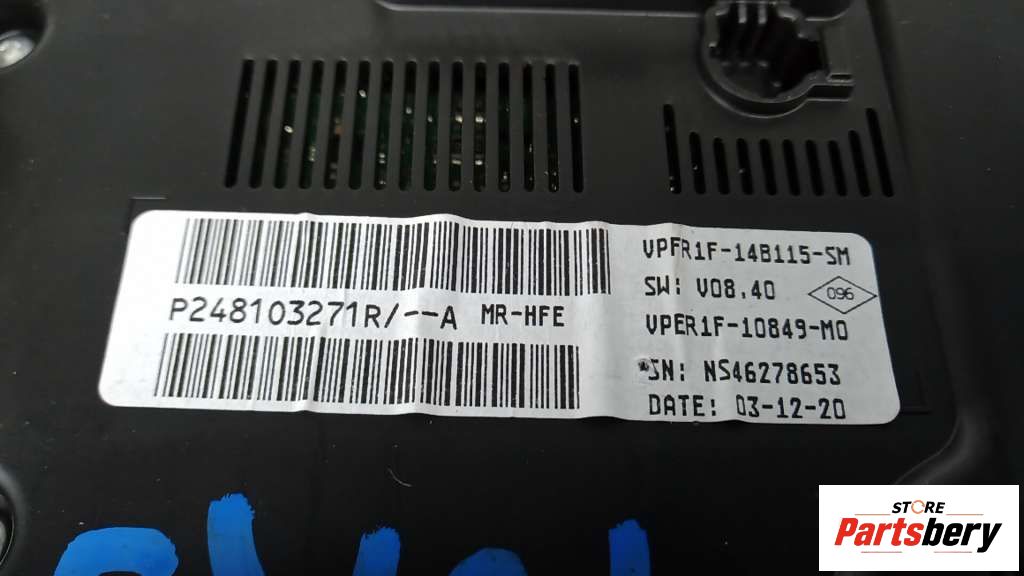 P248103271R/--A MR-HFE
VPFR1F-14B115-SM
SW: V08.40
096
VPER1F-10849-MO
SN: NS46278653
DATE: 03-12-20
STORE
Partsbery